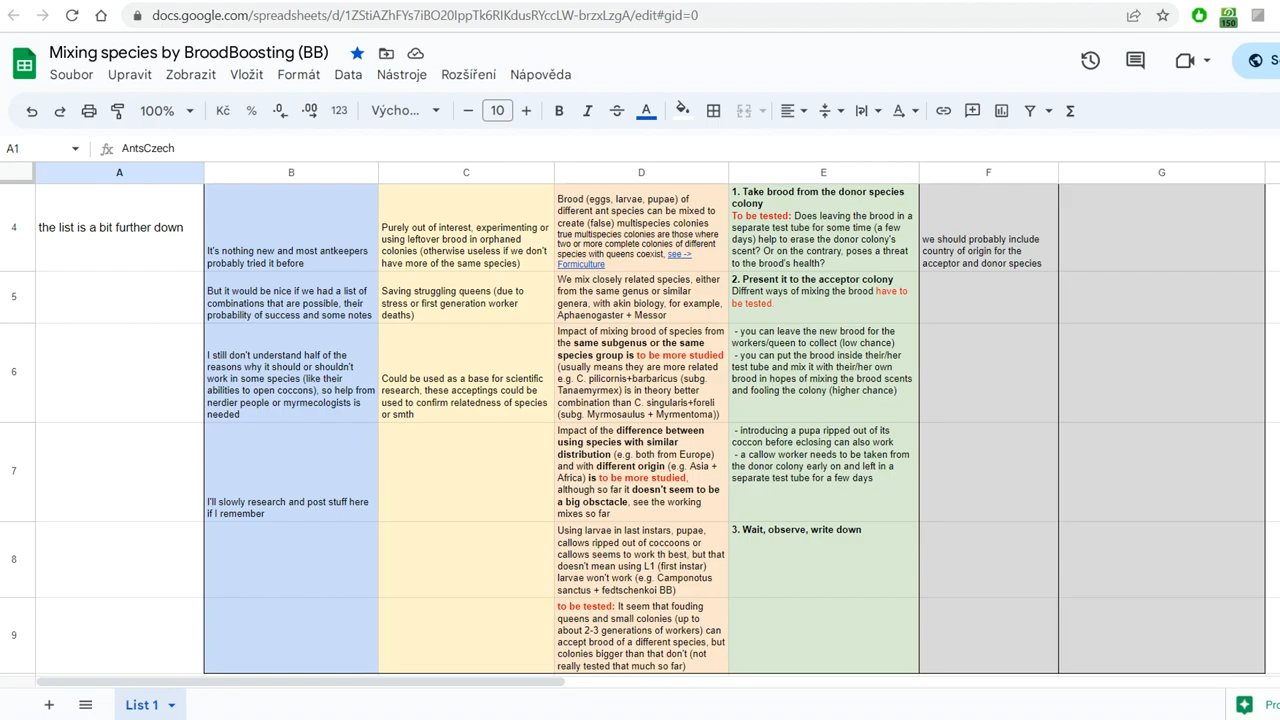 docs.google.com/spreadsheets/d/1ZStiAZhFYs7iBO20IppTk6RIKdusRYccLW-brzxLzgA/edit#gid=0
150
Mixing species by BroodBoosting (BB)
Soubor Upravit Zobrazit Vložit Formát Data Nástroje Rozšíření Nápověda
100% Kč % .0 .00 123 Výcho... 10 B I S A Σ
A1 fx AntsCzech
A B C D E F G
4
the list is a bit further down
It's nothing new and most antkeepers
probably tried it before
Purely out of interest, experimenting or
using leftover brood in orphaned
colonies (otherwise useless if we don't
have more of the same species)
Brood (eggs, larvae, pupae) of
different ant species can be mixed to
create (false) multispecies colonies
true multispecies colonies are those where
two or more complete colonies of different
species with queens coexist, see ->
Formiculture
1. Take brood from the donor species
colony
To be tested: Does leaving the brood in a
separate test tube for some time (a few
days) help to erase the donor colony's
scent? Or on the contrary, poses a threat
to the brood's health?
we should probably include
country of origin for the
acceptor and donor species
5
But it would be nice if we had a list of
combinations that are possible, their
probability of success and some notes
Saving struggling queens (due to
stress or first generation worker
deaths)
We mix closely related species, either
from the same genus or similar
genera, with akin biology, for example,
Aphaenogaster + Messor
2. Present it to the acceptor colony
Diffrent ways of mixing the brood have to
be tested.
6
I still don't understand half of the
reasons why it should or shouldn't
work in some species (like their
abilities to open coccons), so help from
nerdier people or myrmecologists is
needed
Could be used as a base for scientific
research, these acceptings could be
used to confirm relatedness of species
or smth
Impact of mixing brood of species from
the same subgenus or the same
species group is to be more studied
(usually means they are more related
e.g. C. pilicornis+barbaricus (subg.
Tanaemyrmex) is in theory better
combination than C. singularis+foreli
(subg. Myrmosaulus + Myrmentoma))
- you can leave the new brood for the
workers/queen to collect (low chance)
- you can put the brood inside their/her
test tube and mix it with their/her own
brood in hopes of mixing the brood scents
and fooling the colony (higher chance)
7
I'll slowly research and post stuff here
if I remember
Impact of the difference between
using species with similar
distribution (e.g. both from Europe)
and with different origin (e.g. Asia +
Africa) is to be more studied,
although so far it doesn't seem to be
a big obstacle, see the working
mixes so far
- introducing a pupa ripped out of its
coccon before eclosing can also work
- a callow worker needs to be taken from
the donor colony early on and left in a
separate test tube for a few days
8
Using larvae in last instars, pupae,
callows ripped out of coccoons or
callows seems to work th best, but that
doesn't mean using L1 (first instar)
larvae won't work (e.g. Camponotus
sanctus + fedtschenkoi BB)
3. Wait, observe, write down
9
to be tested: It seem that fouding
queens and small colonies (up to
about 2-3 generations of workers) can
accept brood of a different species, but
colonies bigger than that don't (not
really tested that much so far)
List 1